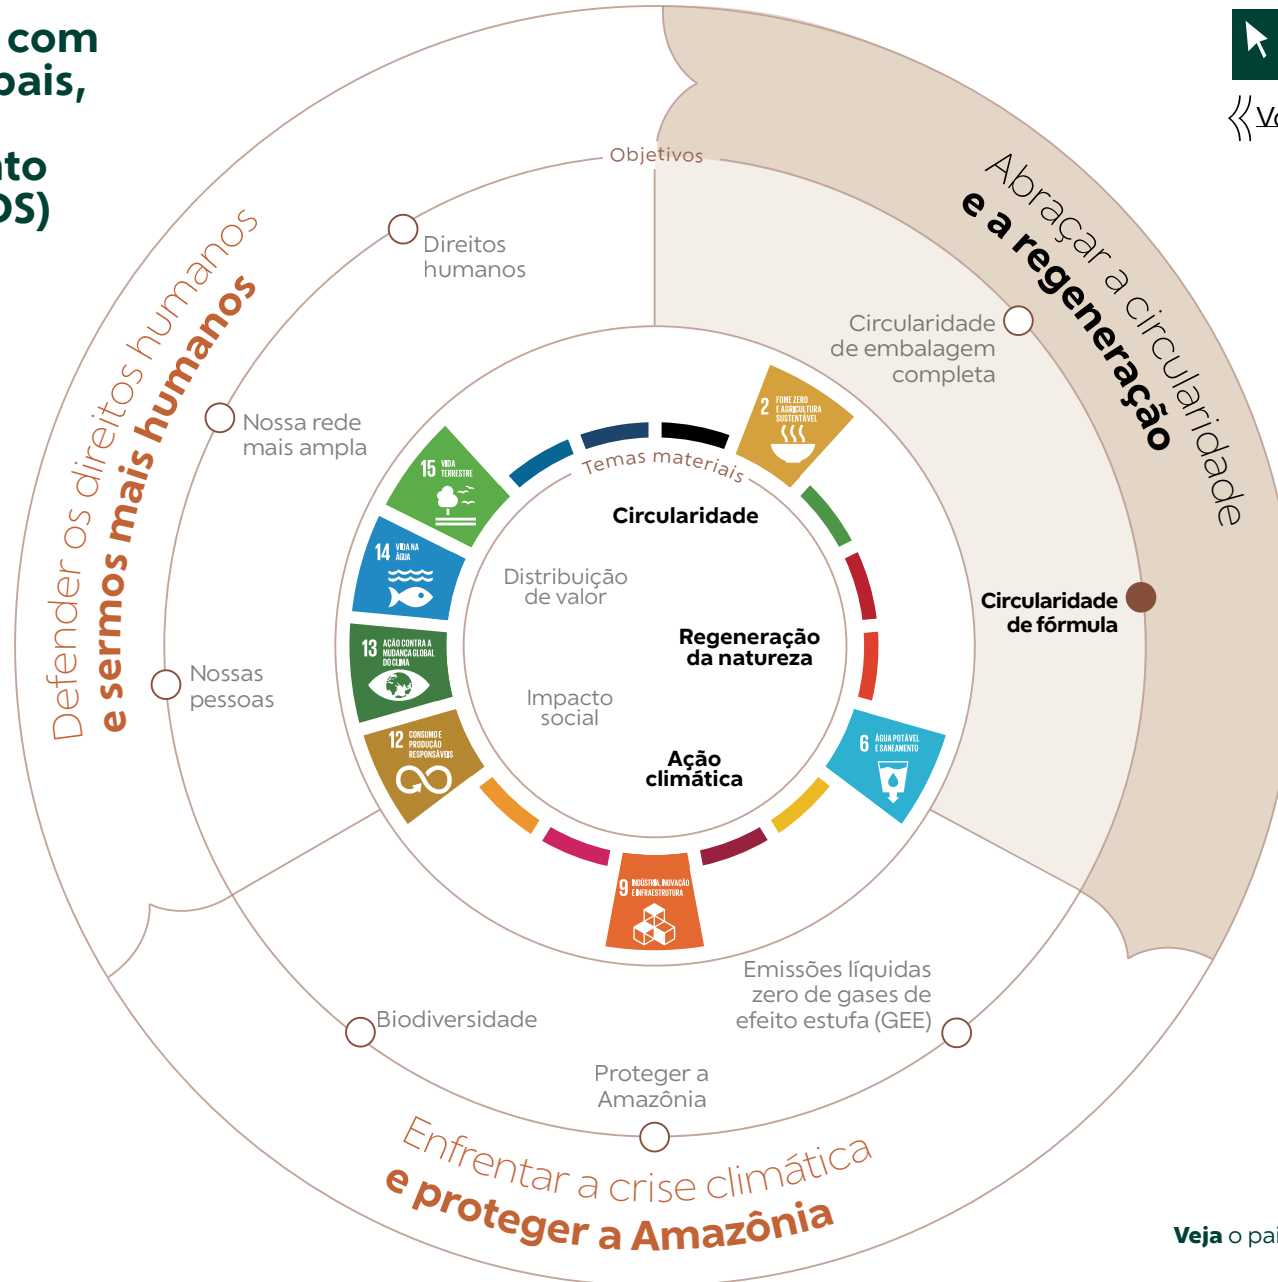 com
nto
Objetivos
Abraçar a circularidade
e a regeneração
Direitos
humanos
Circularidade
de embalagem
completa
Defender os direitos humanos
e sermos mais humanos
Nossa rede
mais ampla
2 FOME ZERO
E AGRICULTURA
SUSTENTÁVEL
15 VIDA
TERRESTRE
Temas materiais
Circularidade
14 VIDA NA
ÁGUA
Distribuição
de valor
Circularidade
de fórmula
Regeneração
da natureza
13 AÇÃO CONTRA A
MUDANÇA GLOBAL
DO CLIMA
Nossas
pessoas
Impacto
social
12 CONSUMO E
PRODUÇÃO
RESPONSÁVEIS
6 ÁGUA POTÁVEL
E SANEAMENTO
Ação
climática
9 INDÚSTRIA, INOVAÇÃO
E INFRAESTRUTURA
Emissões líquidas
zero de gases de
efeito estufa (GEE)
Biodiversidade
Proteger a
Amazônia
Enfrentar a crise climática
e proteger a Amazônia
Veja o pai